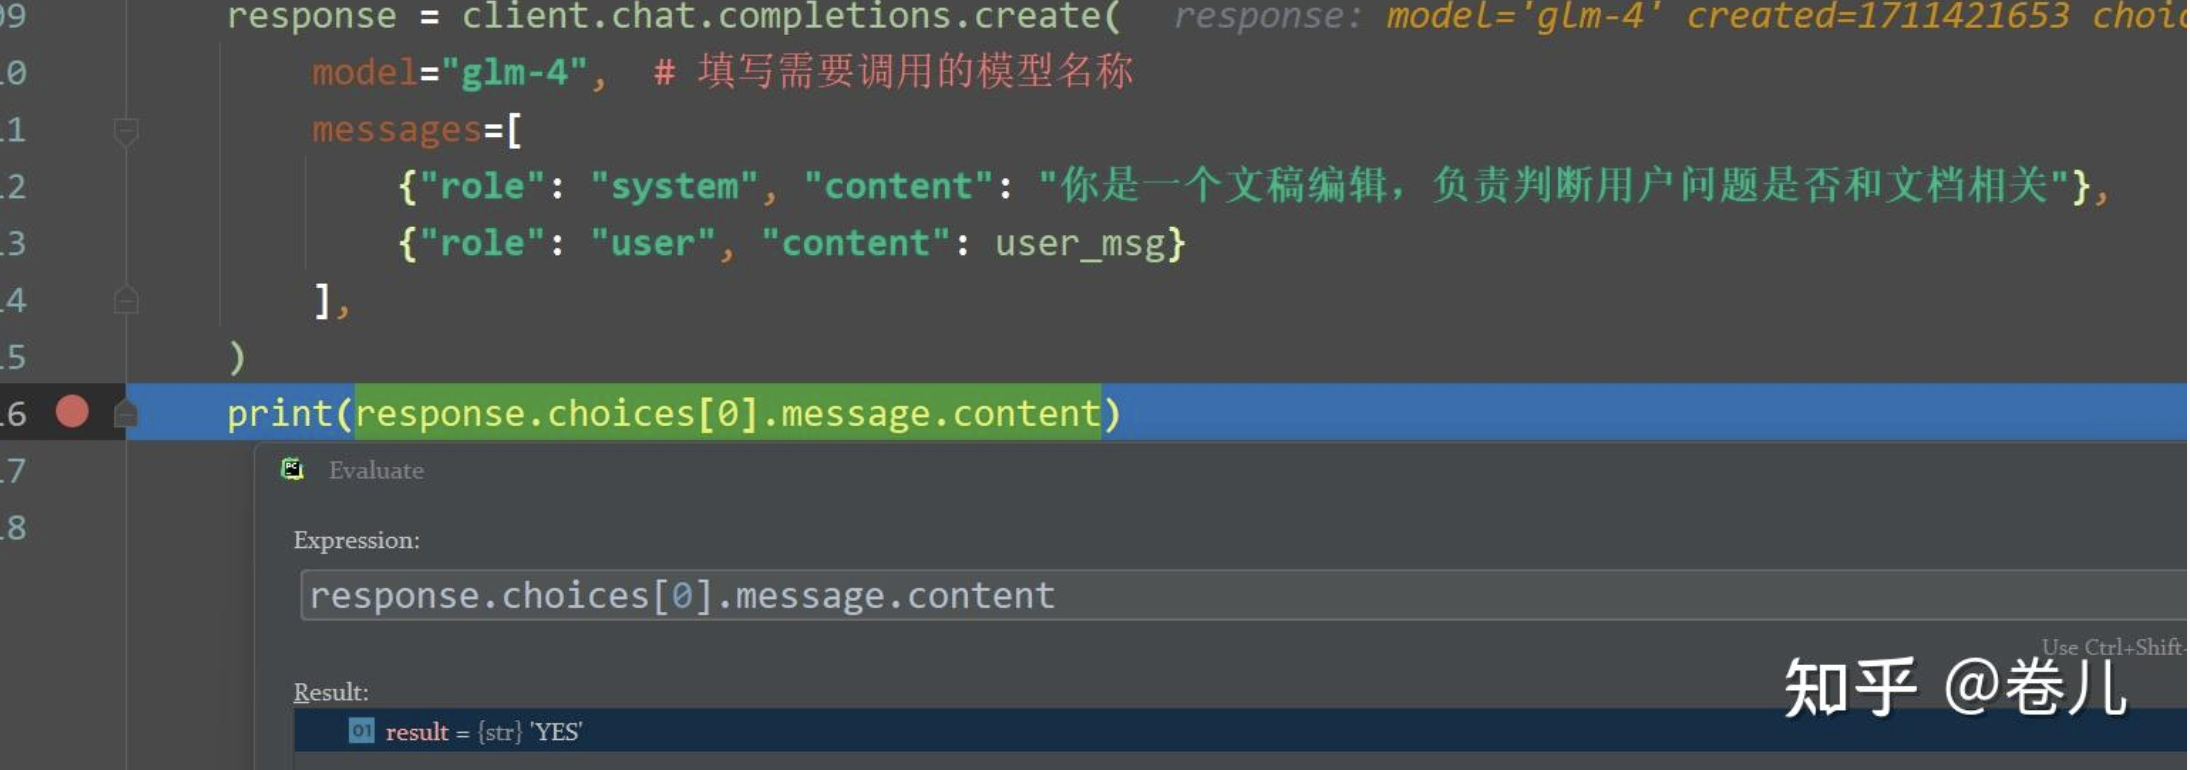 09 response = client.chat.completions.create( response: model='glm-4' created=1711421653
10 model="glm-4", # 填写需要调用的模型名称
11 messages=[
12 {"role": "system", "content": "你是一个文稿编辑，负责判断用户问题是否和文档相关"},
13 {"role": "user", "content": user_msg}
14 ],
15 )
16 print(response.choices[0].message.content)
17
PC Evaluate
18
Expression:
response.choices[0].message.content
Use Ctrl+Shift
Result:
01 result = {str} 'YES'
知乎 @卷儿